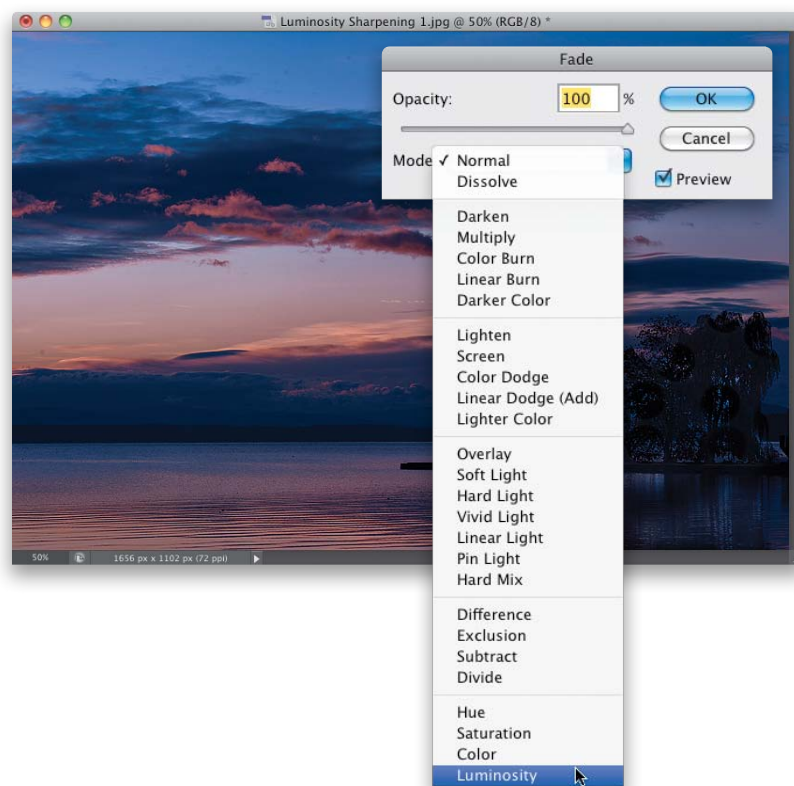 Luminosity Sharpening 1.jpg @ 50% (RGB/8) *
Fade
Opacity: 100 % OK
Cancel
Mode ✓ Normal
Preview
Dissolve
Darken
Multiply
Color Burn
Linear Burn
Darker Color
Lighten
Screen
Color Dodge
Linear Dodge (Add)
Lighter Color
Overlay
Soft Light
Hard Light
Vivid Light
Linear Light
Pin Light
Hard Mix
50% 1656 px x 1102 px (72 ppi)
Difference
Exclusion
Subtract
Divide
Hue
Saturation
Color
Luminosity